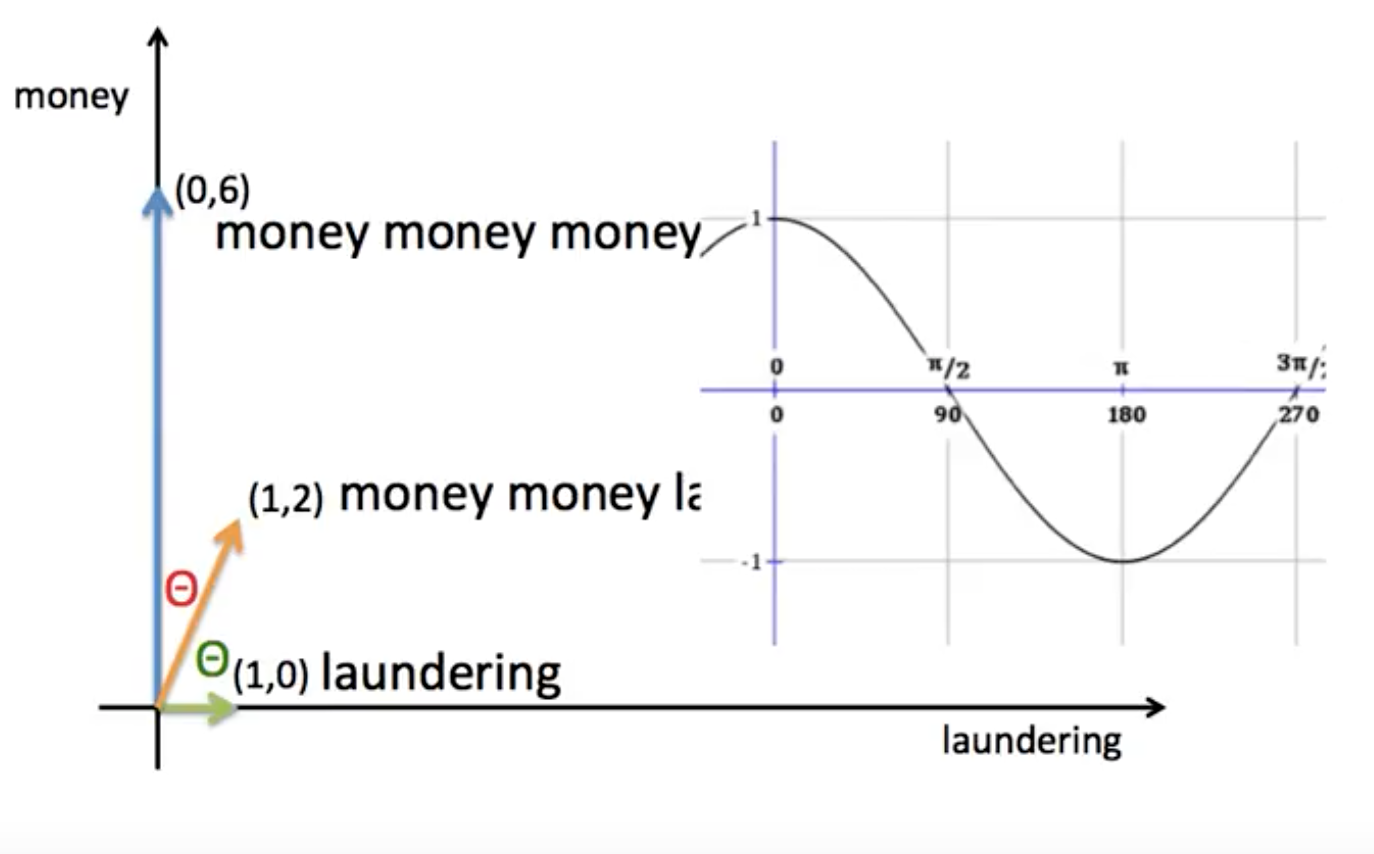 money
(0,6)
money money money
1
0
π/2
π
3π/
0
90
180
270
(1,2) money money
-1
Θ
Θ
(1,0) laundering
laundering